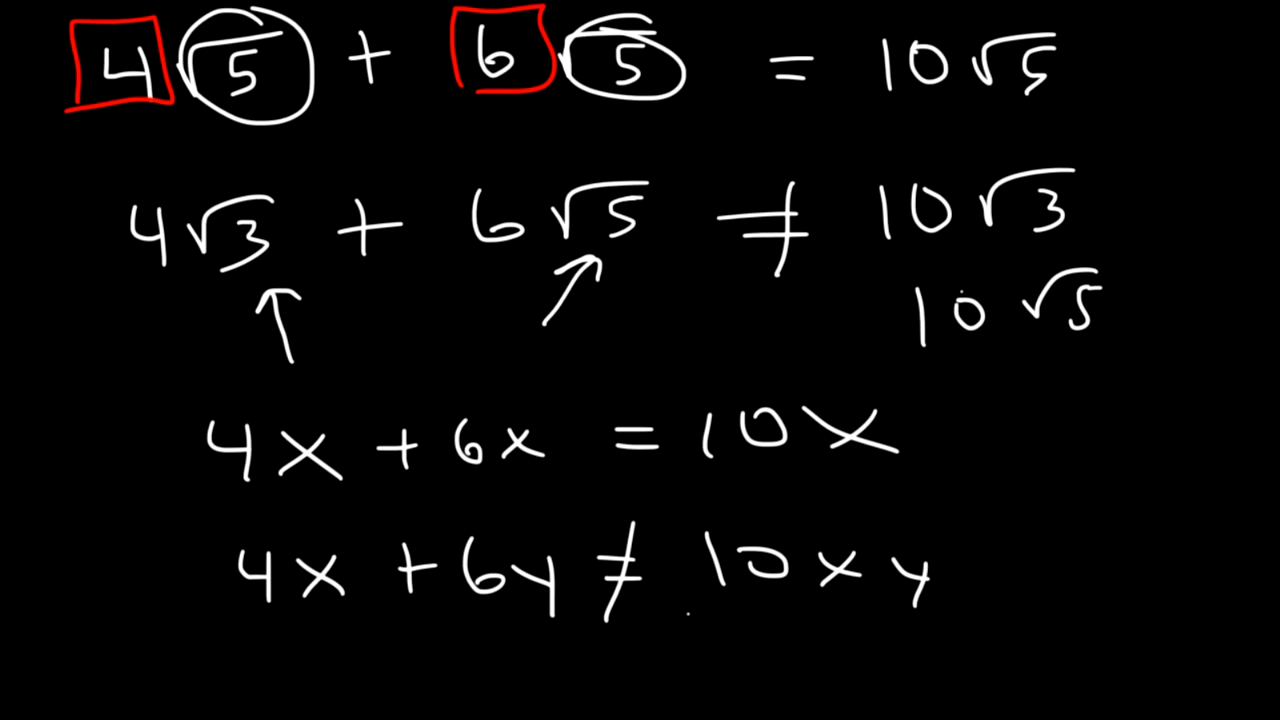 4√5 + 6√5 = 10√5
4√3 + 6√5 ≠ 10√3
10√5
4x + 6x = 10x
4x + 6y ≠ 10xy